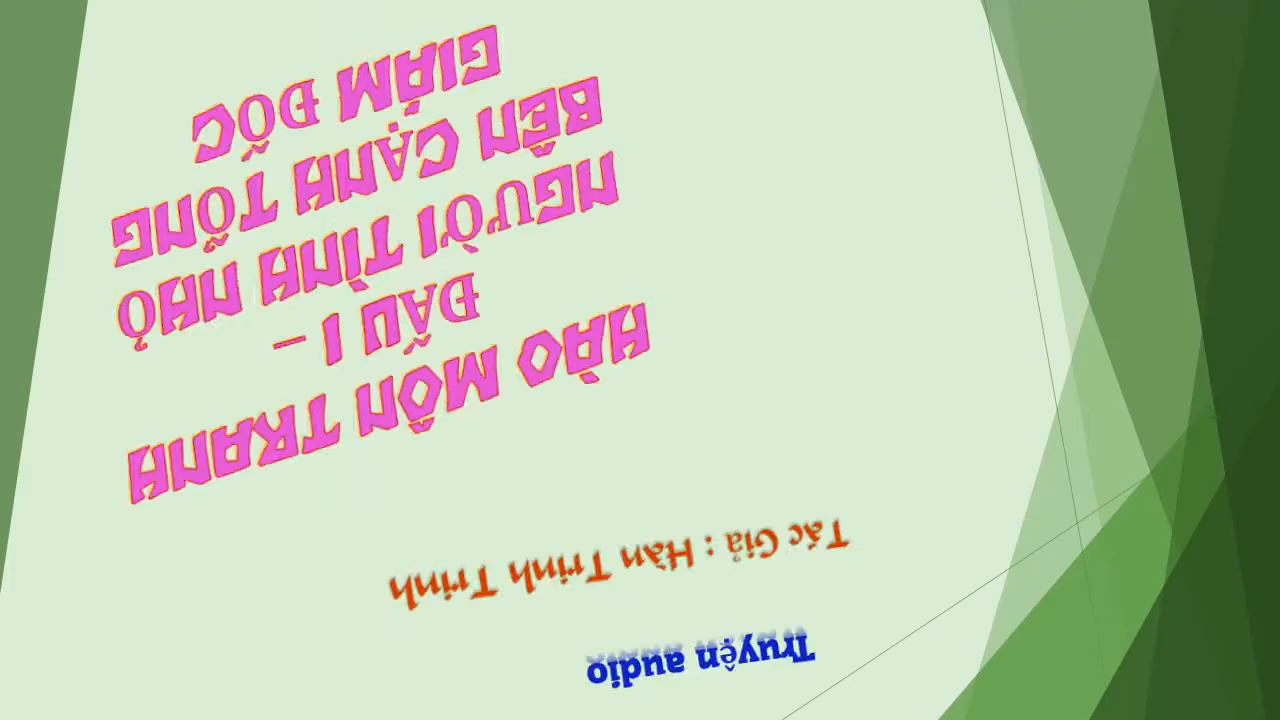 Truyện audio
Tác Giả : Hàn Trinh Trinh
HÀO MÔN TRANH
ĐẤU I –
NGƯỜI TÌNH NHỎ
BÊN CẠNH TỔNG
GIÁM ĐỐC